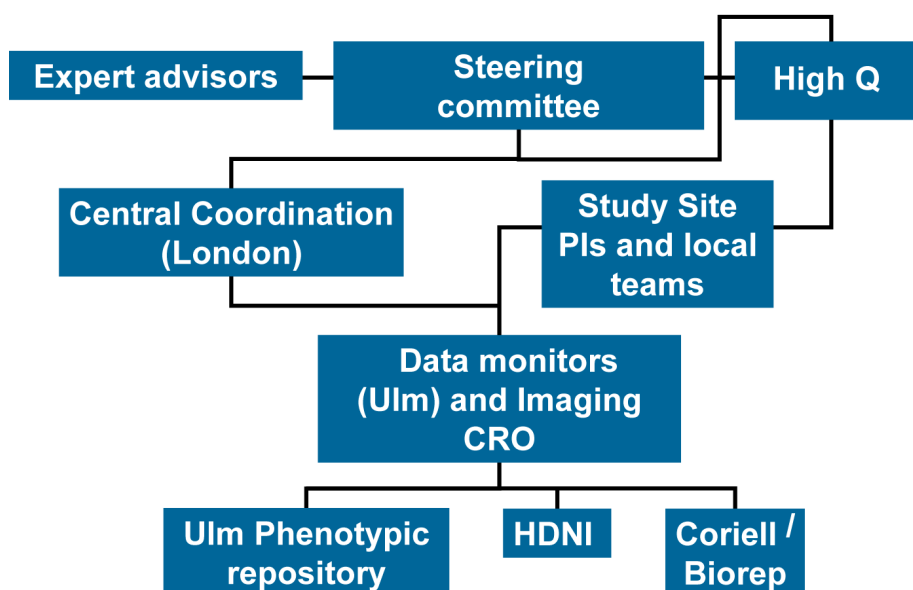 Expert advisors
Steering
committee
High Q
Central Coordination
(London)
Study Site
PIs and local
teams
Data monitors
(Ulm) and Imaging
CRO
Ulm Phenotypic
repository
HDNI
Coriell /
Biorep